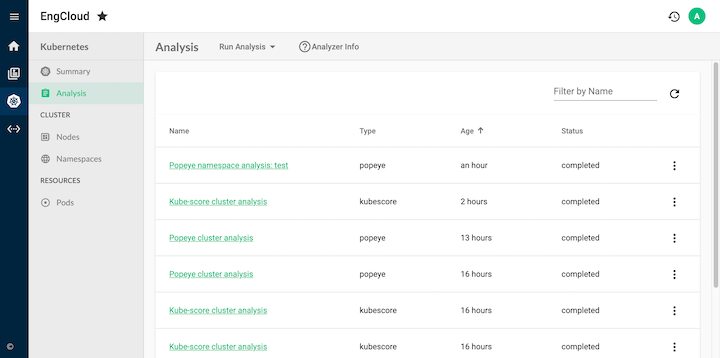 EngCloud
A
Kubernetes
Analysis
Run Analysis
Analyzer Info
Summary
Analysis
CLUSTER
Nodes
Namespaces
RESOURCES
Pods
Filter by Name
Name Type Age Status
Popeye namespace analysis: test popeye an hour completed
Kube-score cluster analysis kubescore 2 hours completed
Popeye cluster analysis popeye 13 hours completed
Popeye cluster analysis popeye 16 hours completed
Kube-score cluster analysis kubescore 16 hours completed
Kube-score cluster analysis kubescore 16 hours completed
©